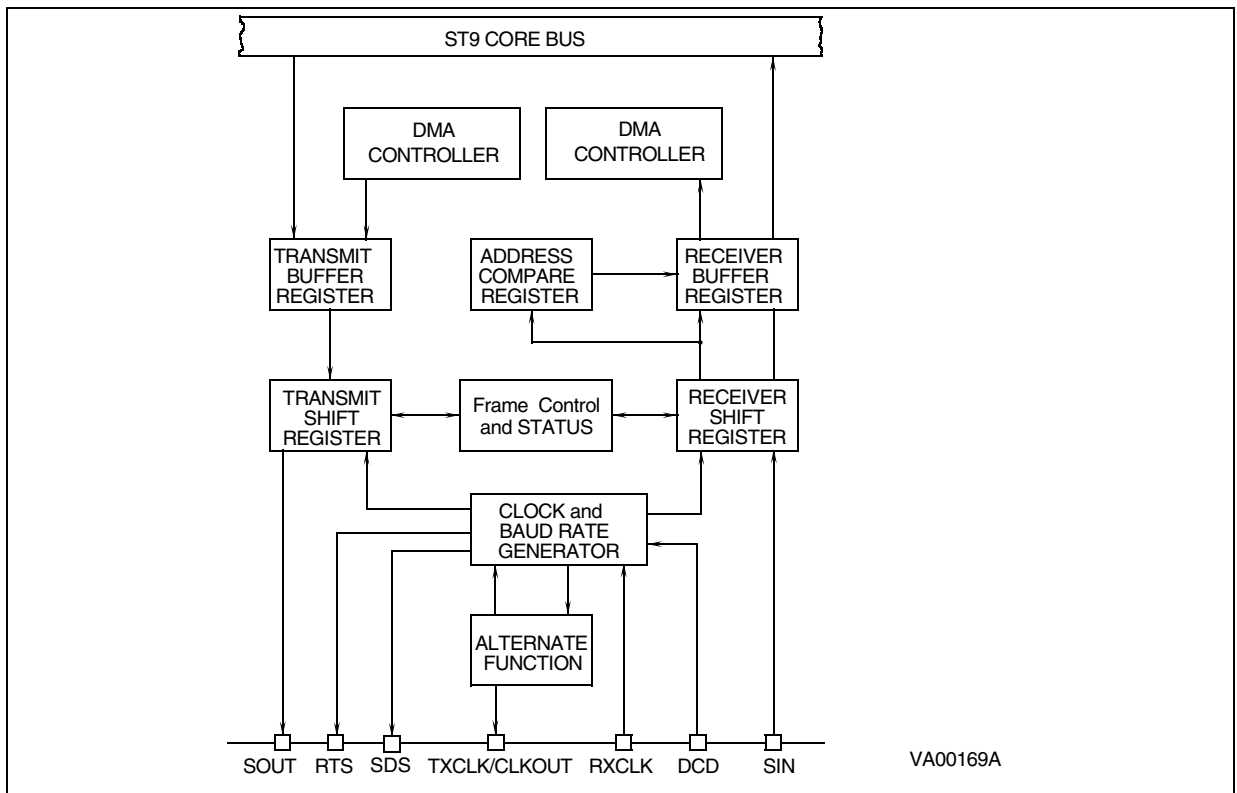 ST9 CORE BUS
DMA
CONTROLLER
DMA
CONTROLLER
TRANSMIT
BUFFER
REGISTER
ADDRESS
COMPARE
REGISTER
RECEIVER
BUFFER
REGISTER
TRANSMIT
SHIFT
REGISTER
Frame Control
and STATUS
RECEIVER
SHIFT
REGISTER
CLOCK and
BAUD RATE
GENERATOR
ALTERNATE
FUNCTION
SOUT RTS SDS TXCLK/CLKOUT RXCLK DCD SIN
VA00169A